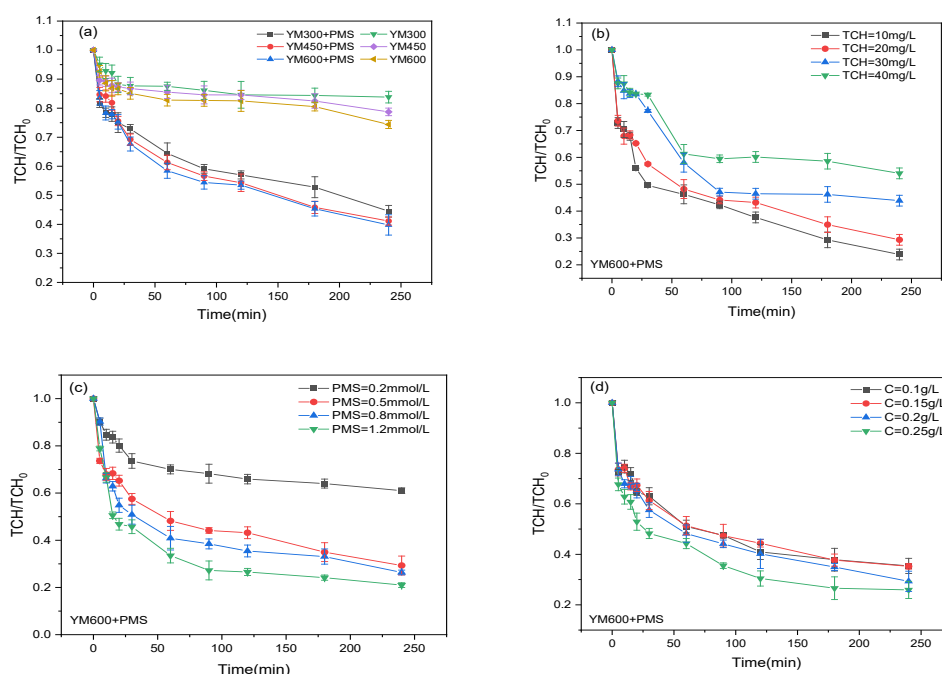 (a)
YM300+PMS YM300
YM450+PMS YM450
YM600+PMS YM600
1.1
1.0
0.9
0.8
0.7
0.6
0.5
0.4
0.3
0.2
TCH/TCH0
0 50 100 150 200 250
Time(min)
(b)
TCH=10mg/L
TCH=20mg/L
TCH=30mg/L
TCH=40mg/L
1.1
1.0
0.9
0.8
0.7
0.6
0.5
0.4
0.3
0.2
TCH/TCH0
YM600+PMS
0 50 100 150 200 250
Time(min)
(c)
PMS=0.2mmol/L
PMS=0.5mmol/L
PMS=0.8mmol/L
PMS=1.2mmol/L
1.0
0.8
0.6
0.4
0.2
0.0
TCH/TCH0
YM600+PMS
0 50 100 150 200 250
Time(min)
(d)
C=0.1g/L
C=0.15g/L
C=0.2g/L
C=0.25g/L
1.0
0.8
0.6
0.4
0.2
TCH/TCH0
YM600+PMS
0 50 100 150 200 250
Time(min)